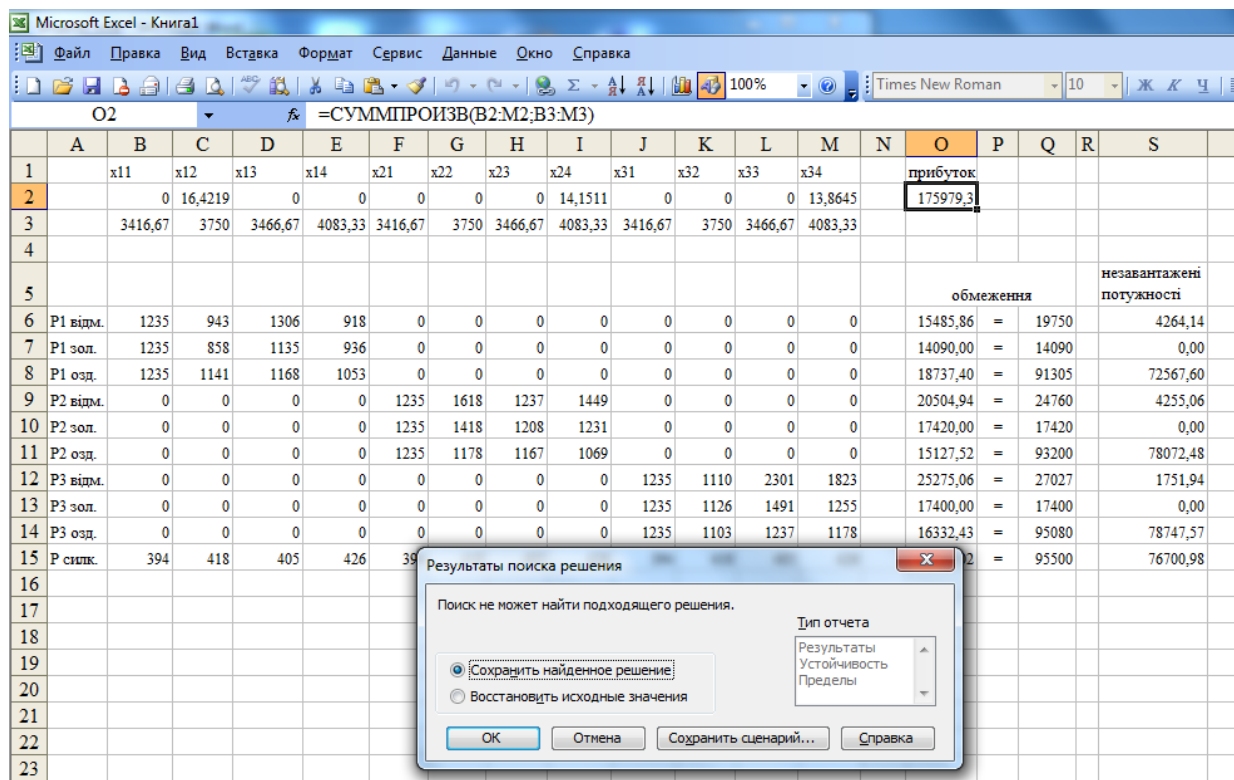 Microsoft Excel - Книга1
Файл Правка Вид Вставка Формат Сервис Данные Окно Справка
100% Times New Roman 10 Ж К Ч
O2 fx =СУММПРОИЗВ(B2:M2;B3:M3)
A B C D E F G H I J K L M N O P Q R S
1 x11 x12 x13 x14 x21 x22 x23 x24 x31 x32 x33 x34 прибуток
2 0 16,4219 0 0 0 0 0 14,1511 0 0 0 13,8645 175979,3
3 3416,67 3750 3466,67 4083,33 3416,67 3750 3466,67 4083,33 3416,67 3750 3466,67 4083,33
4
незавантажені
5 обмеження потужності
6 Р1 відм. 1235 943 1306 918 0 0 0 0 0 0 0 0 15485,86 = 19750 4264,14
7 Р1 зол. 1235 858 1135 936 0 0 0 0 0 0 0 0 14090,00 = 14090 0,00
8 Р1 озд. 1235 1141 1168 1053 0 0 0 0 0 0 0 0 18737,40 = 91305 72567,60
9 Р2 відм. 0 0 0 0 1235 1618 1237 1449 0 0 0 0 20504,94 = 24760 4255,06
10 Р2 зол. 0 0 0 0 1235 1418 1208 1231 0 0 0 0 17420,00 = 17420 0,00
11 Р2 озд. 0 0 0 0 1235 1178 1167 1069 0 0 0 0 15127,52 = 93200 78072,48
12 Р3 відм. 0 0 0 0 0 0 0 0 1235 1110 2301 1823 25275,06 = 27027 1751,94
13 Р3 зол. 0 0 0 0 0 0 0 0 1235 1126 1491 1255 17400,00 = 17400 0,00
14 Р3 озд. 0 0 0 0 0 0 0 0 1235 1103 1237 1178 16332,43 = 95080 78747,57
15 Р силк. 394 418 405 426 39 2 = 95500 76700,98
16
17
18
19
20
21
22
23
Результаты поиска решения
Поиск не может найти подходящего решения.
Тип отчета
Результаты
Устойчивость
Пределы
Сохранить найденное решение
Восстановить исходные значения
ОК Отмена Сохранить сценарий... Справка